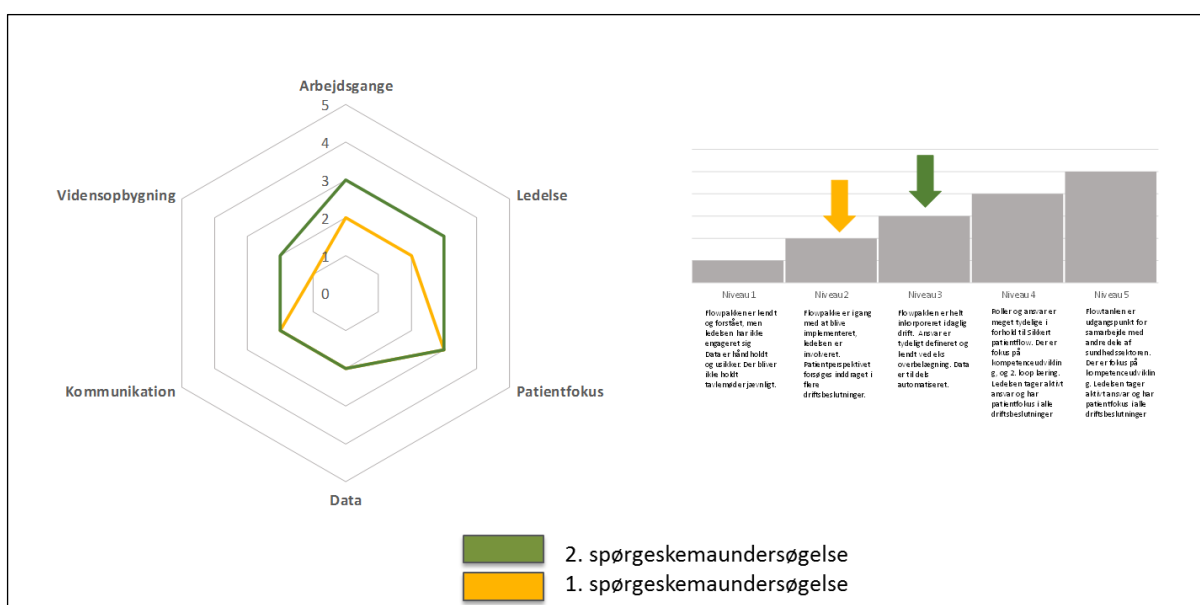 Arbejdsgange
5
4
3
2
1
0
Vidensopbygning
Ledelse
Kommunikation
Patientfokus
Data
Niveau 1
Flowpakken er kendt
og forstået, men
ledelsen har ikke
engageret sig
Data er håndholdt
og usikker. Der bliver
ikke holdt
tavlemøder jævnligt.
Niveau 2
Flowpakke er i gang
med at blive
implementeret,
ledelsen er
involveret.
Patientperspektivet
forsøges inddraget i
flere
driftsbeslutninger.
Niveau 3
Flowpakken er helt
inkorporeret i daglig
drift. Ansvar er
tydeligt defineret og
kendt ved eks
overbelægning. Data
er til dels
automatiseret.
Niveau 4
Roller og ansvar er
meget tydelige i
forhold til Sikkert
patientflow. Der er
fokus på
kompetenceudviklin
g, og 2. loop læring.
Ledelsen tager aktivt
ansvar og har
patientfokus i alle
driftsbeslutninger
Niveau 5
Flowtanken er
udgangspunkt for
samarbejde med
andre dele af
sundhedssektoren.
Der er fokus på
kompetenceudviklin
g. Ledelsen tager
aktivt ansvar og har
patientfokus i alle
driftsbeslutninger
2. spørgeskemaundersøgelse
1. spørgeskemaundersøgelse